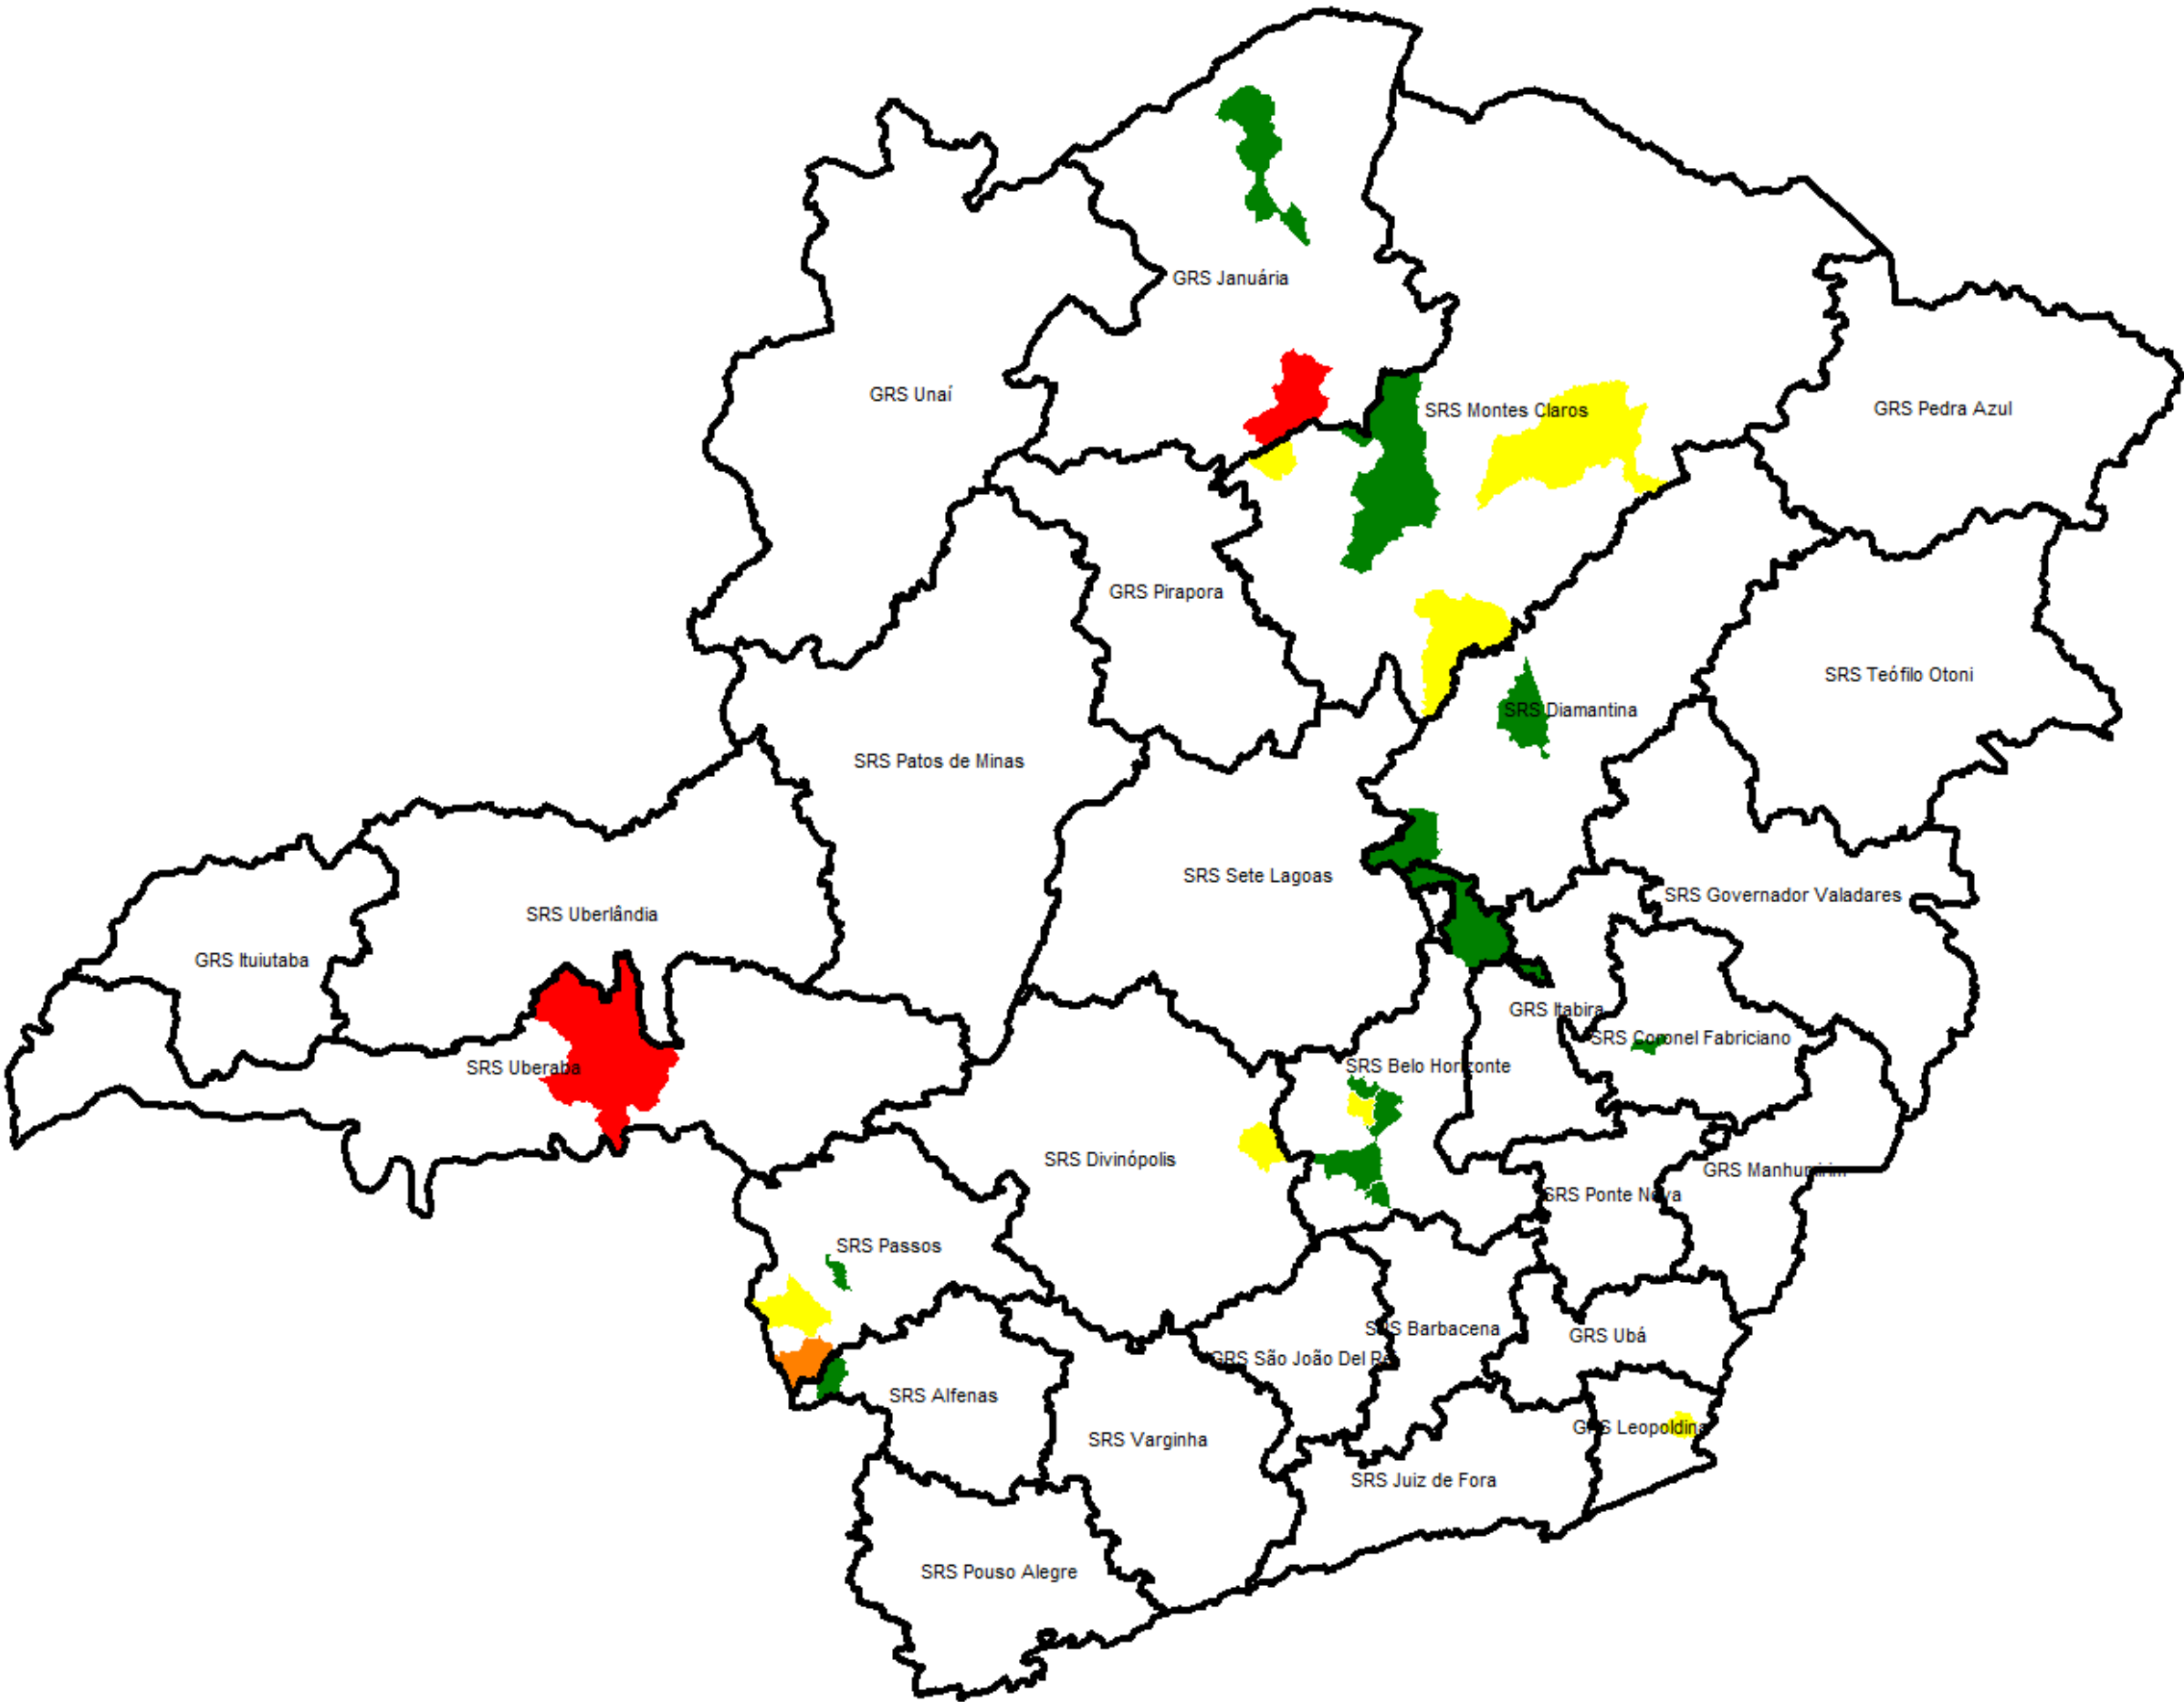 GRS Januária
GRS Unaí
SRS Montes Claros
GRS Pedra Azul
GRS Pirapora
SRS Teófilo Otoni
SRS Diamantina
SRS Patos de Minas
SRS Sete Lagoas
SRS Governador Valadares
SRS Uberlândia
GRS Ituiutaba
GRS Itabira
SRS Coronel Fabriciano
SRS Uberaba
SRS Belo Horizonte
SRS Divinópolis
GRS Manhumirim
SRS Ponte Nova
SRS Passos
SRS Barbacena
GRS Ubá
GRS São João Del Rei
SRS Alfenas
GRS Leopoldina
SRS Varginha
SRS Juiz de Fora
SRS Pouso Alegre